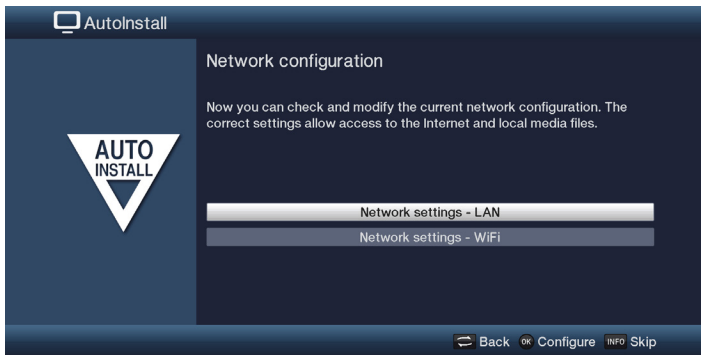 AutoInstall
Network configuration
Now you can check and modify the current network configuration. The
correct settings allow access to the Internet and local media files.
AUTO
INSTALL
Network settings - LAN
Network settings - WiFi
Back OK Configure INFO Skip